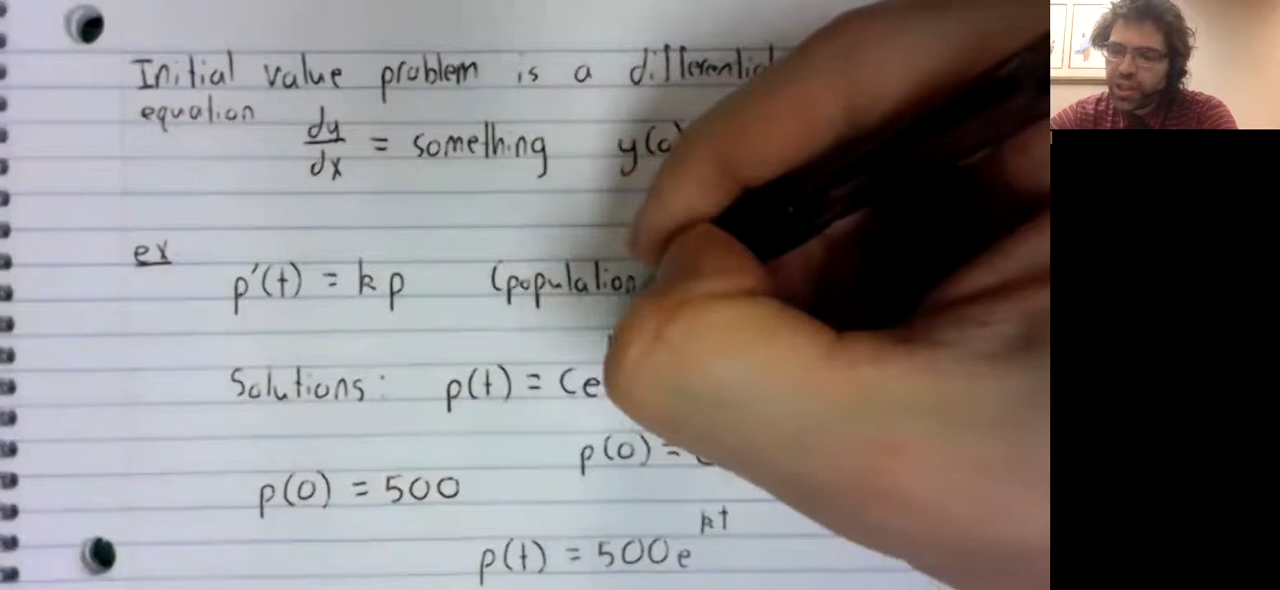 Initial value problem is a differential
equation dy/dx = something y(
ex
p'(t) = kp (population
Solutions: p(t) = Ce
p(0) =
p(0) = 500
p(t) = 500e^kt